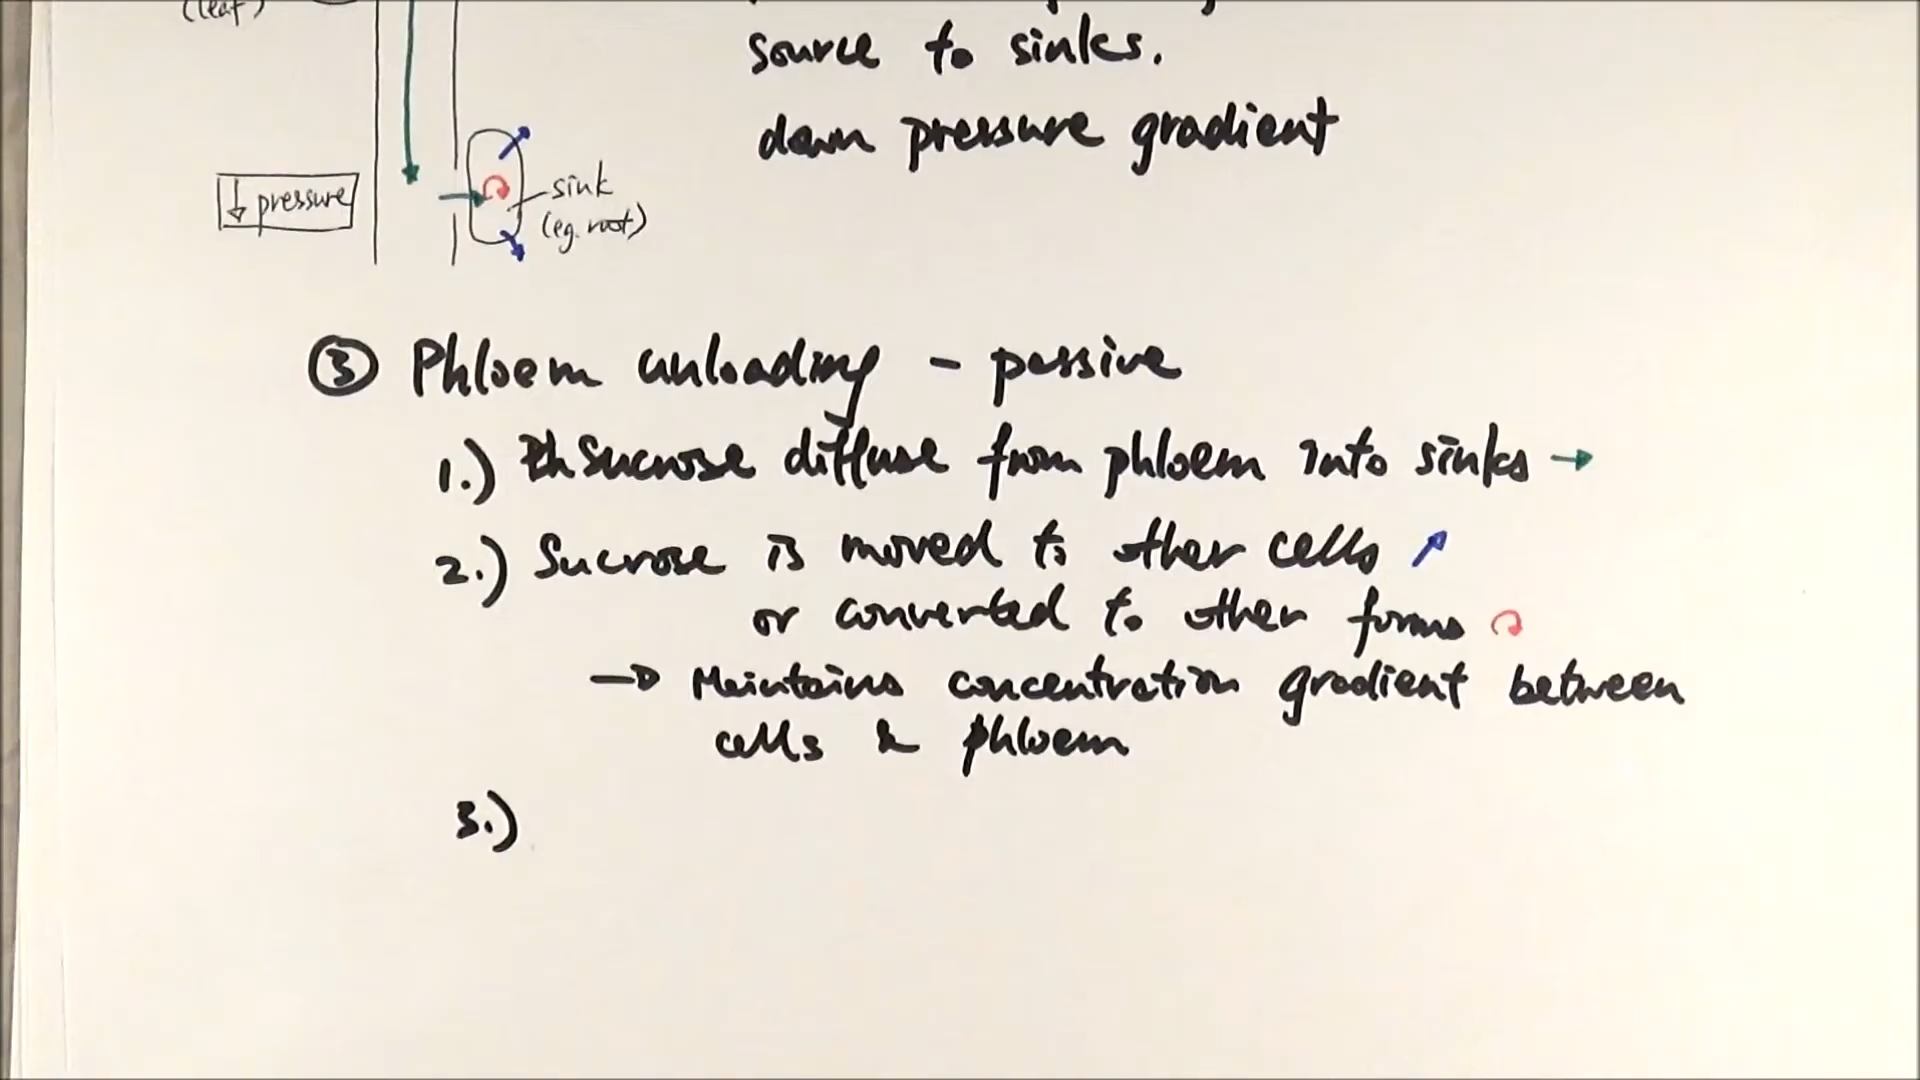 (leaf)
source to sinks.
down pressure gradient
↓ pressure
sink
(eg. root)
③ Phloem unloading - passive
1.) Sucrose diffuse from phloem into sinks →
2.) Sucrose is moved to other cells ↗
or converted to other forms
→ Maintains concentration gradient between
cells & phloem
3.)